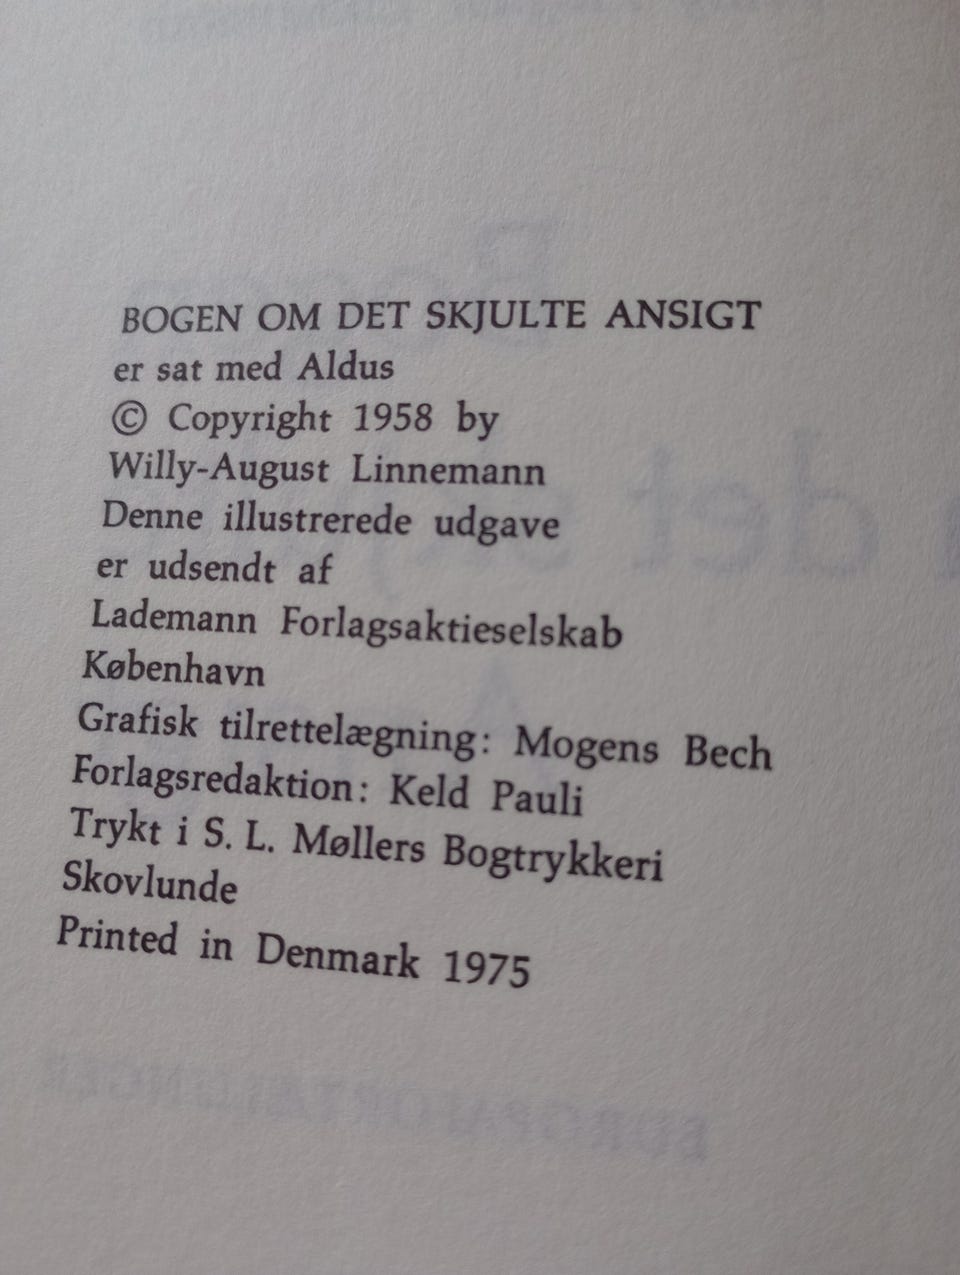 BOGEN OM DET SKJULTE ANSIGT
er sat med Aldus
© Copyright 1958 by
Willy-August Linnemann
Denne illustrerede udgave
er udsendt af
Lademann Forlagsaktieselskab
København
Grafisk tilrettelægning: Mogens Bech
Forlagsredaktion: Keld Pauli
Trykt i S. L. Møllers Bogtrykkeri
Skovlunde
Printed in Denmark 1975